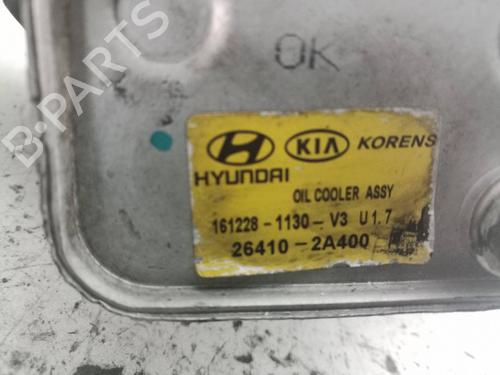 OK
B-PARTS
HYUNDAI KIA KORENS
OIL COOLER ASSY
161228-1130-V3 U1.7
26410-2A400